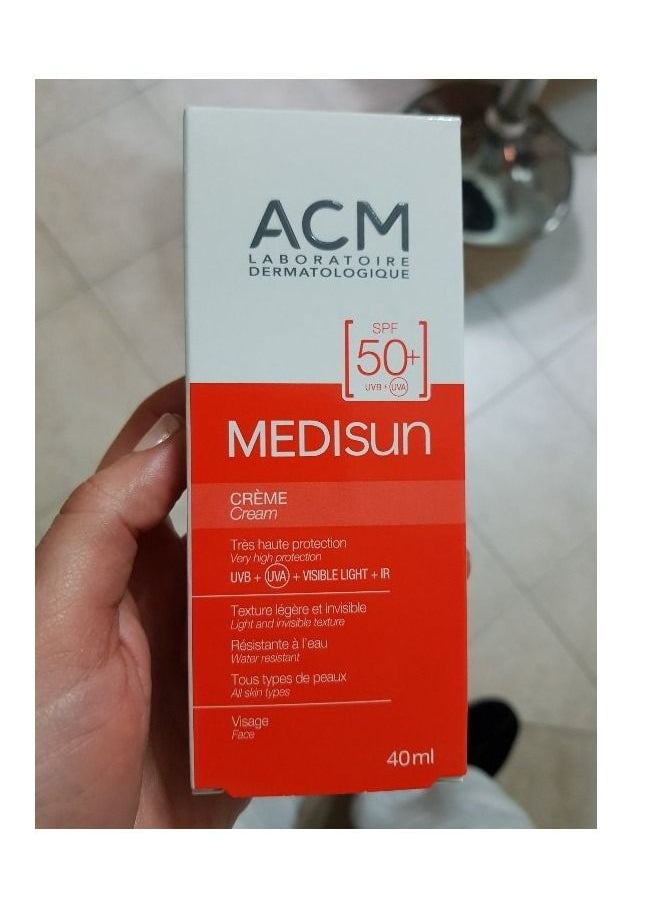 ACM
LABORATOIRE
DERMATOLOGIQUE
SPF
50+
UVB + UVA
MEDISUN
CRÈME
Cream
Très haute protection
Very high protection
UVB + UVA + VISIBLE LIGHT + IR
Texture légère et invisible
Light and invisible texture
Résistante à l'eau
Water resistant
Tous types de peaux
All skin types
Visage
Face
40ml